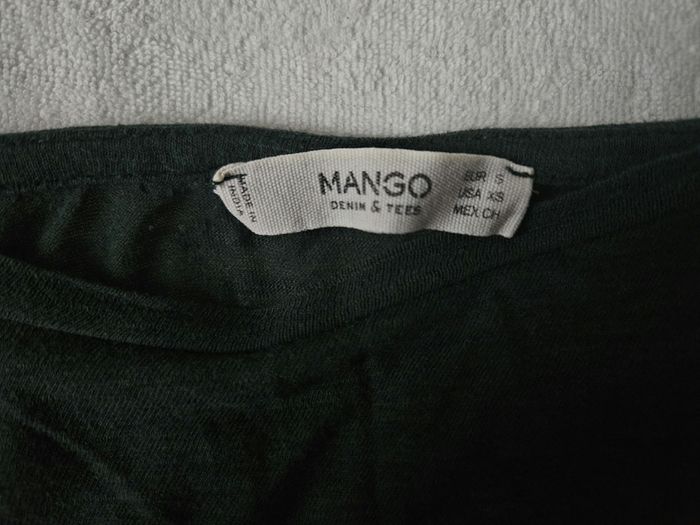 MADE IN
INDIA
MANGO
DENIM & TEES
EUR S
USA XS
MEX CH